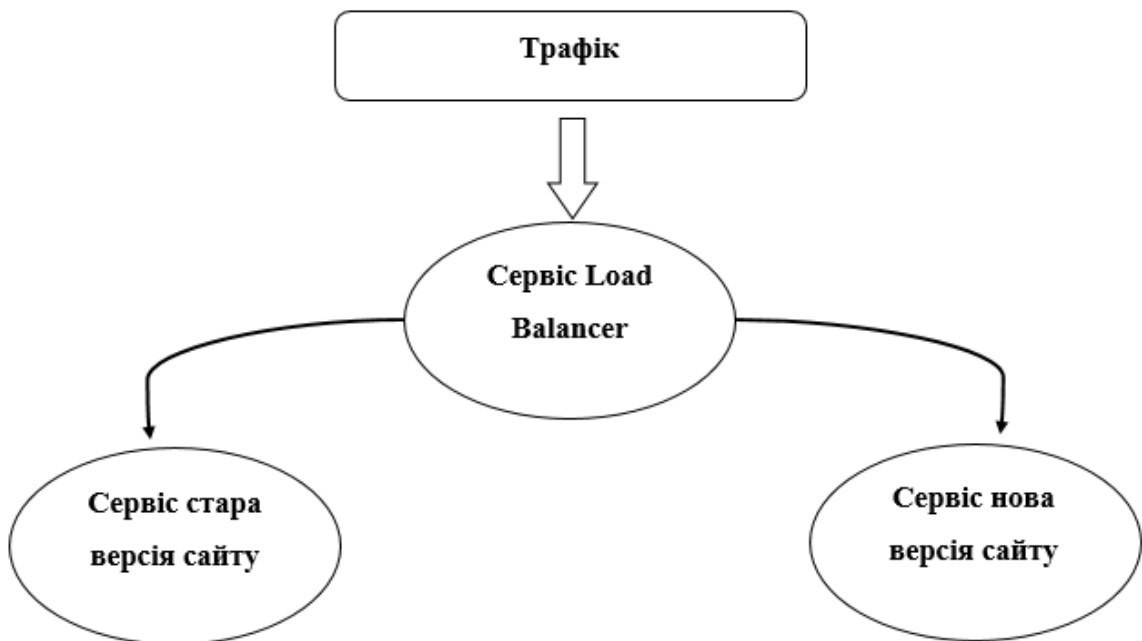 Трафік
Сервіс Load
Balancer
Сервіс стара
версія сайту
Сервіс нова
версія сайту